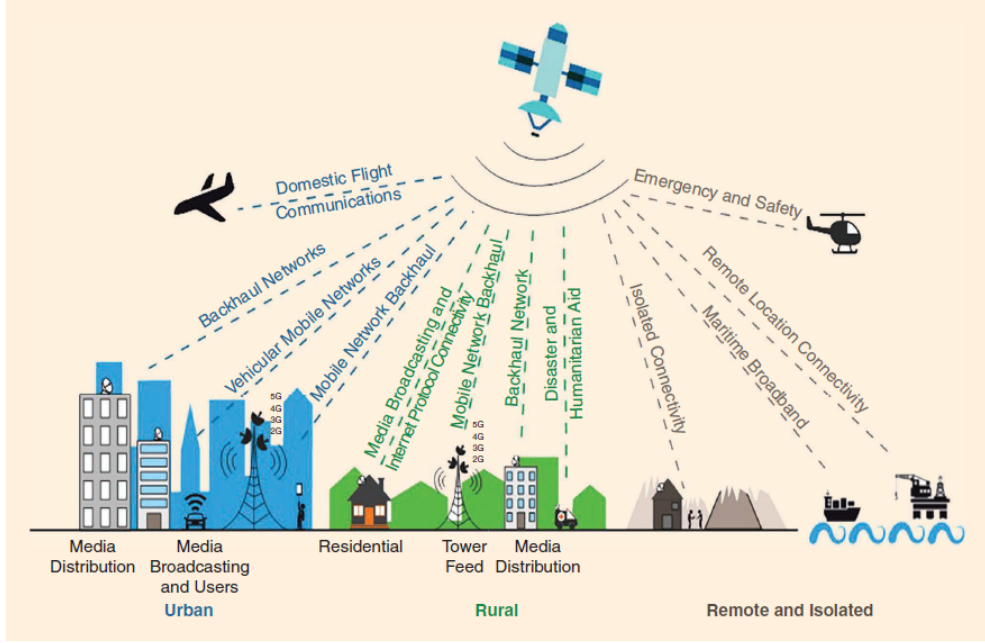 Domestic Flight
Communications
Emergency and Safety
Backhaul Networks
Vehicular Mobile Networks
Mobile Network Backhaul
Media Broadcasting and
Internet Protocol Connectivity
Mobile Network Backhaul
Backhaul Network
Disaster and
Humanitarian Aid
Isolated Connectivity
Maritime Broadband
Remote Location Connectivity
5G
4G
3G
2G
5G
4G
3G
2G
Media
Distribution
Media
Broadcasting
and Users
Residential
Tower
Feed
Media
Distribution
Urban
Rural
Remote and Isolated